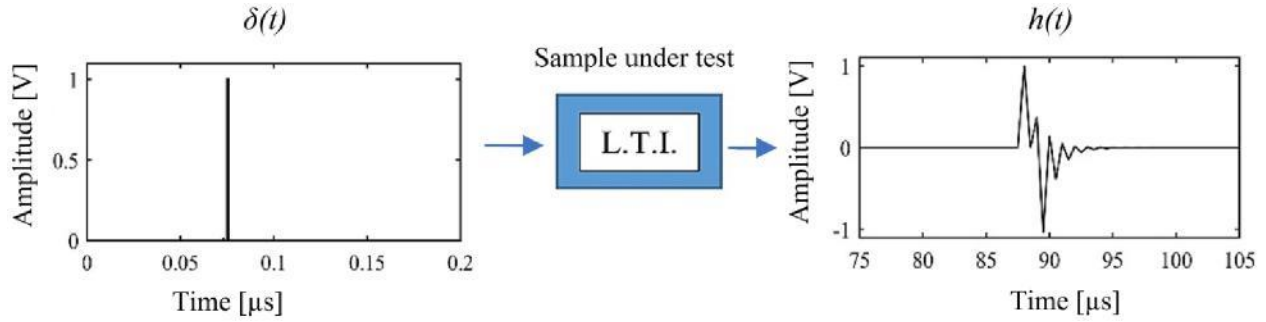 δ(t)
Amplitude [V]
1
0.5
0
0
0.05
0.1
0.15
0.2
Time [µs]
Sample under test
L.T.I.
h(t)
Amplitude [V]
1
0
-1
75
80
85
90
95
100
105
Time [µs]